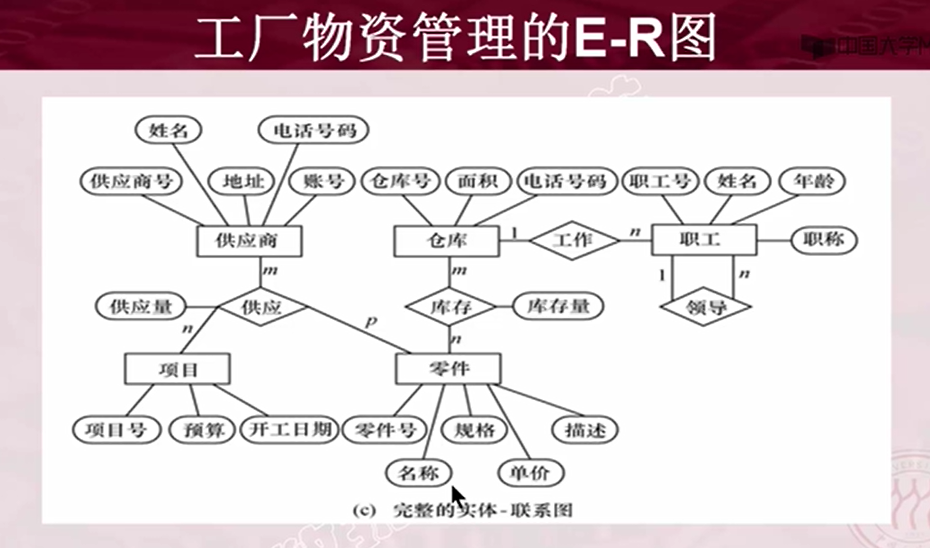 工厂物资管理的E-R图
中国大学
姓名 电话号码
供应商号 地址 账号 仓库号 面积 电话号码 职工号 姓名 年龄
供应商 仓库 1 工作 n 职工 职称
m m 1 n
供应量 供应 库存 库存量 领导
n p n
项目 零件
项目号 预算 开工日期 零件号 规格 描述
名称 单价
(c) 完整的实体-联系图